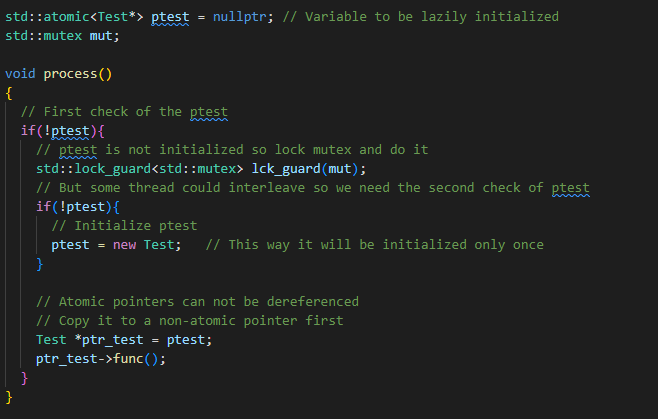 std::atomic<Test*> ptest = nullptr; // Variable to be lazily initialized
std::mutex mut;
void process()
{
// First check of the ptest
if(!ptest){
// ptest is not initialized so lock mutex and do it
std::lock_guard<std::mutex> lck_guard(mut);
// But some thread could interleave so we need the second check of ptest
if(!ptest){
// Initialize ptest
ptest = new Test;   // This way it will be initialized only once
}
// Atomic pointers can not be dereferenced
// Copy it to a non-atomic pointer first
Test *ptr_test = ptest;
ptr_test->func();
}
}